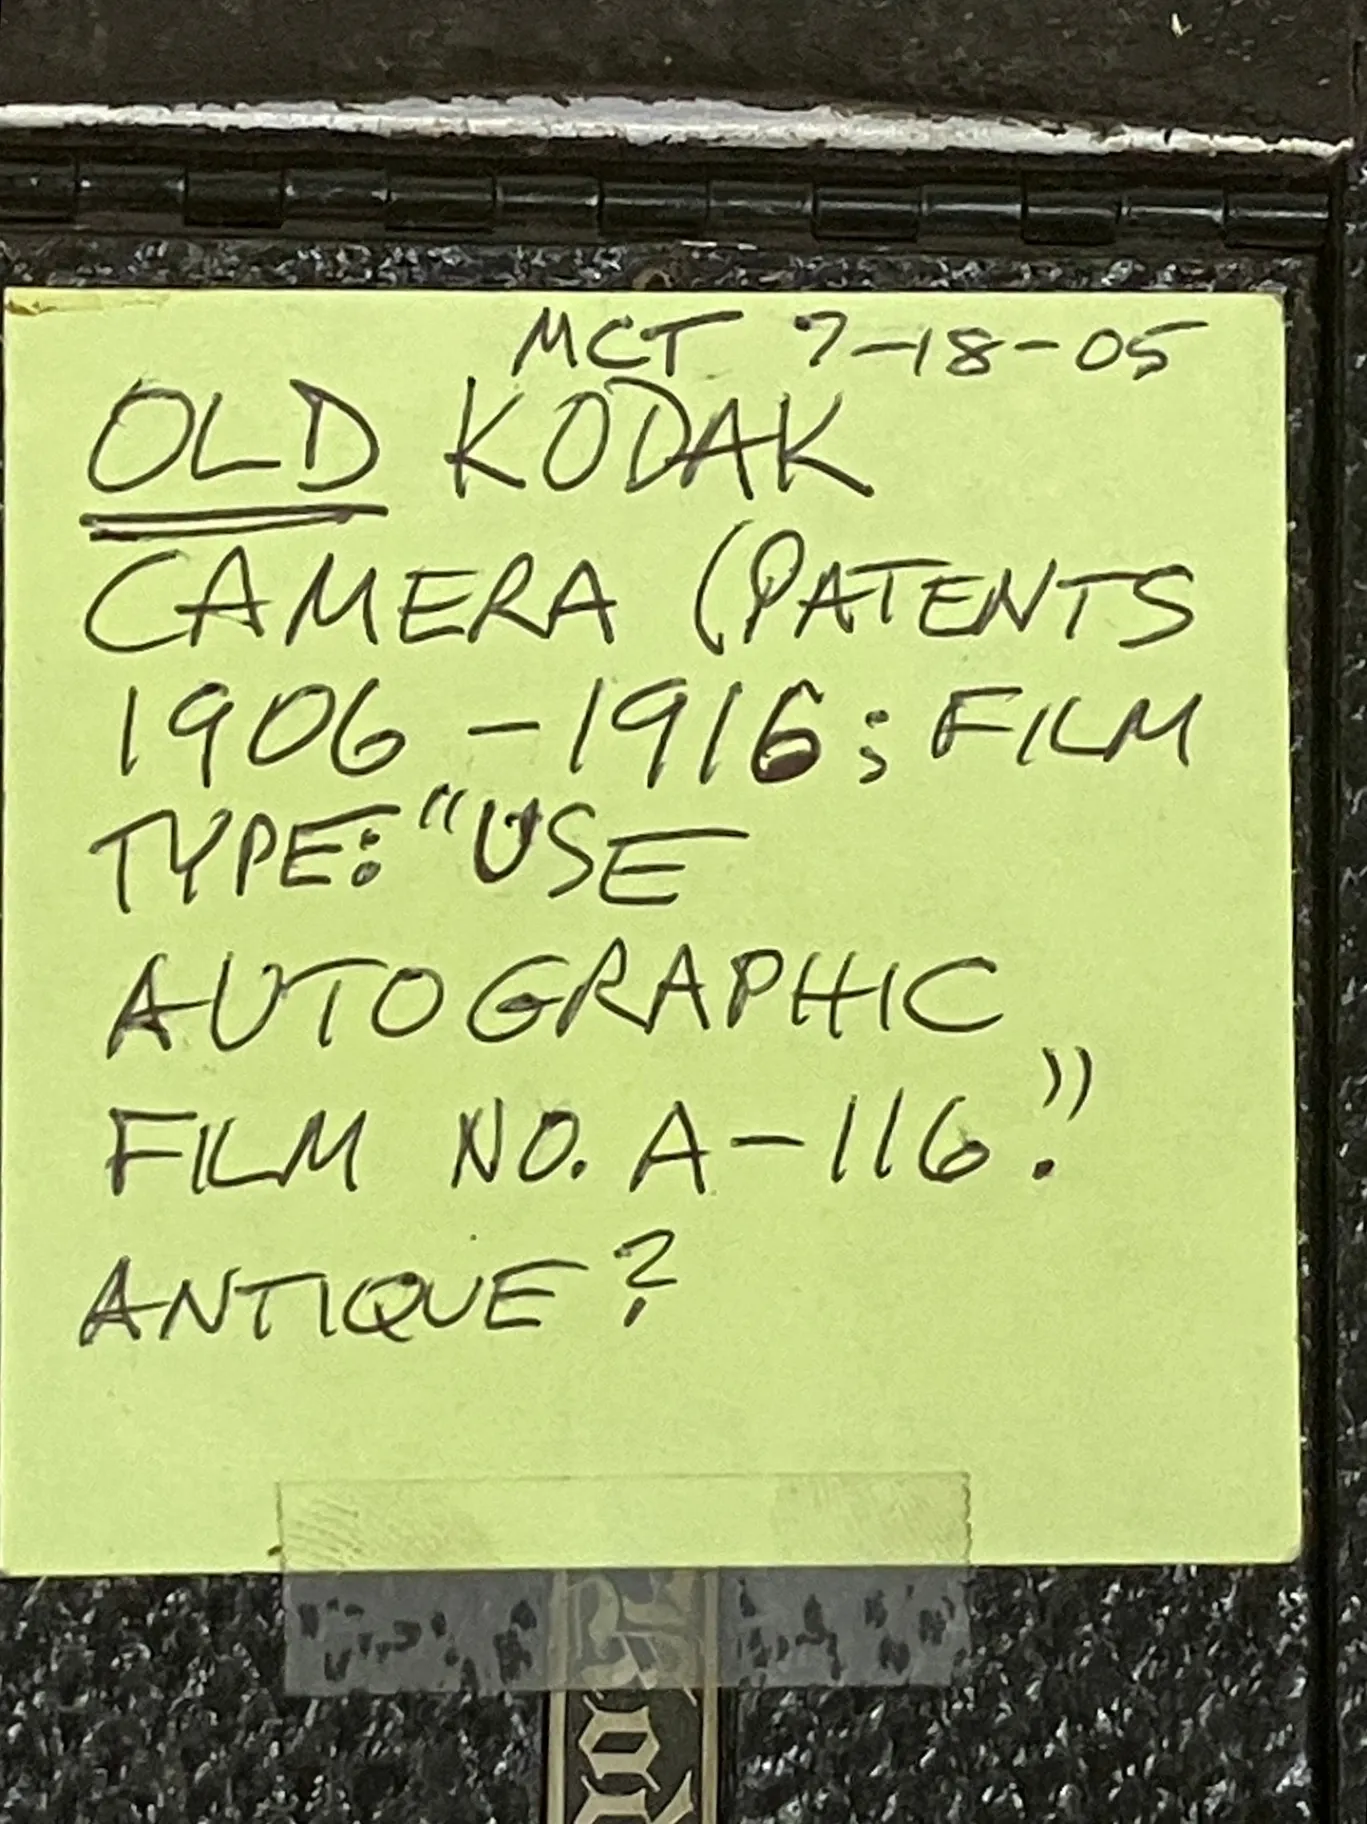 MCT 7-18-05
OLD KODAK
CAMERA (PATENTS
1906-1916; FILM
TYPE: "USE
AUTOGRAPHIC
FILM NO. A-116."
ANTIQUE?